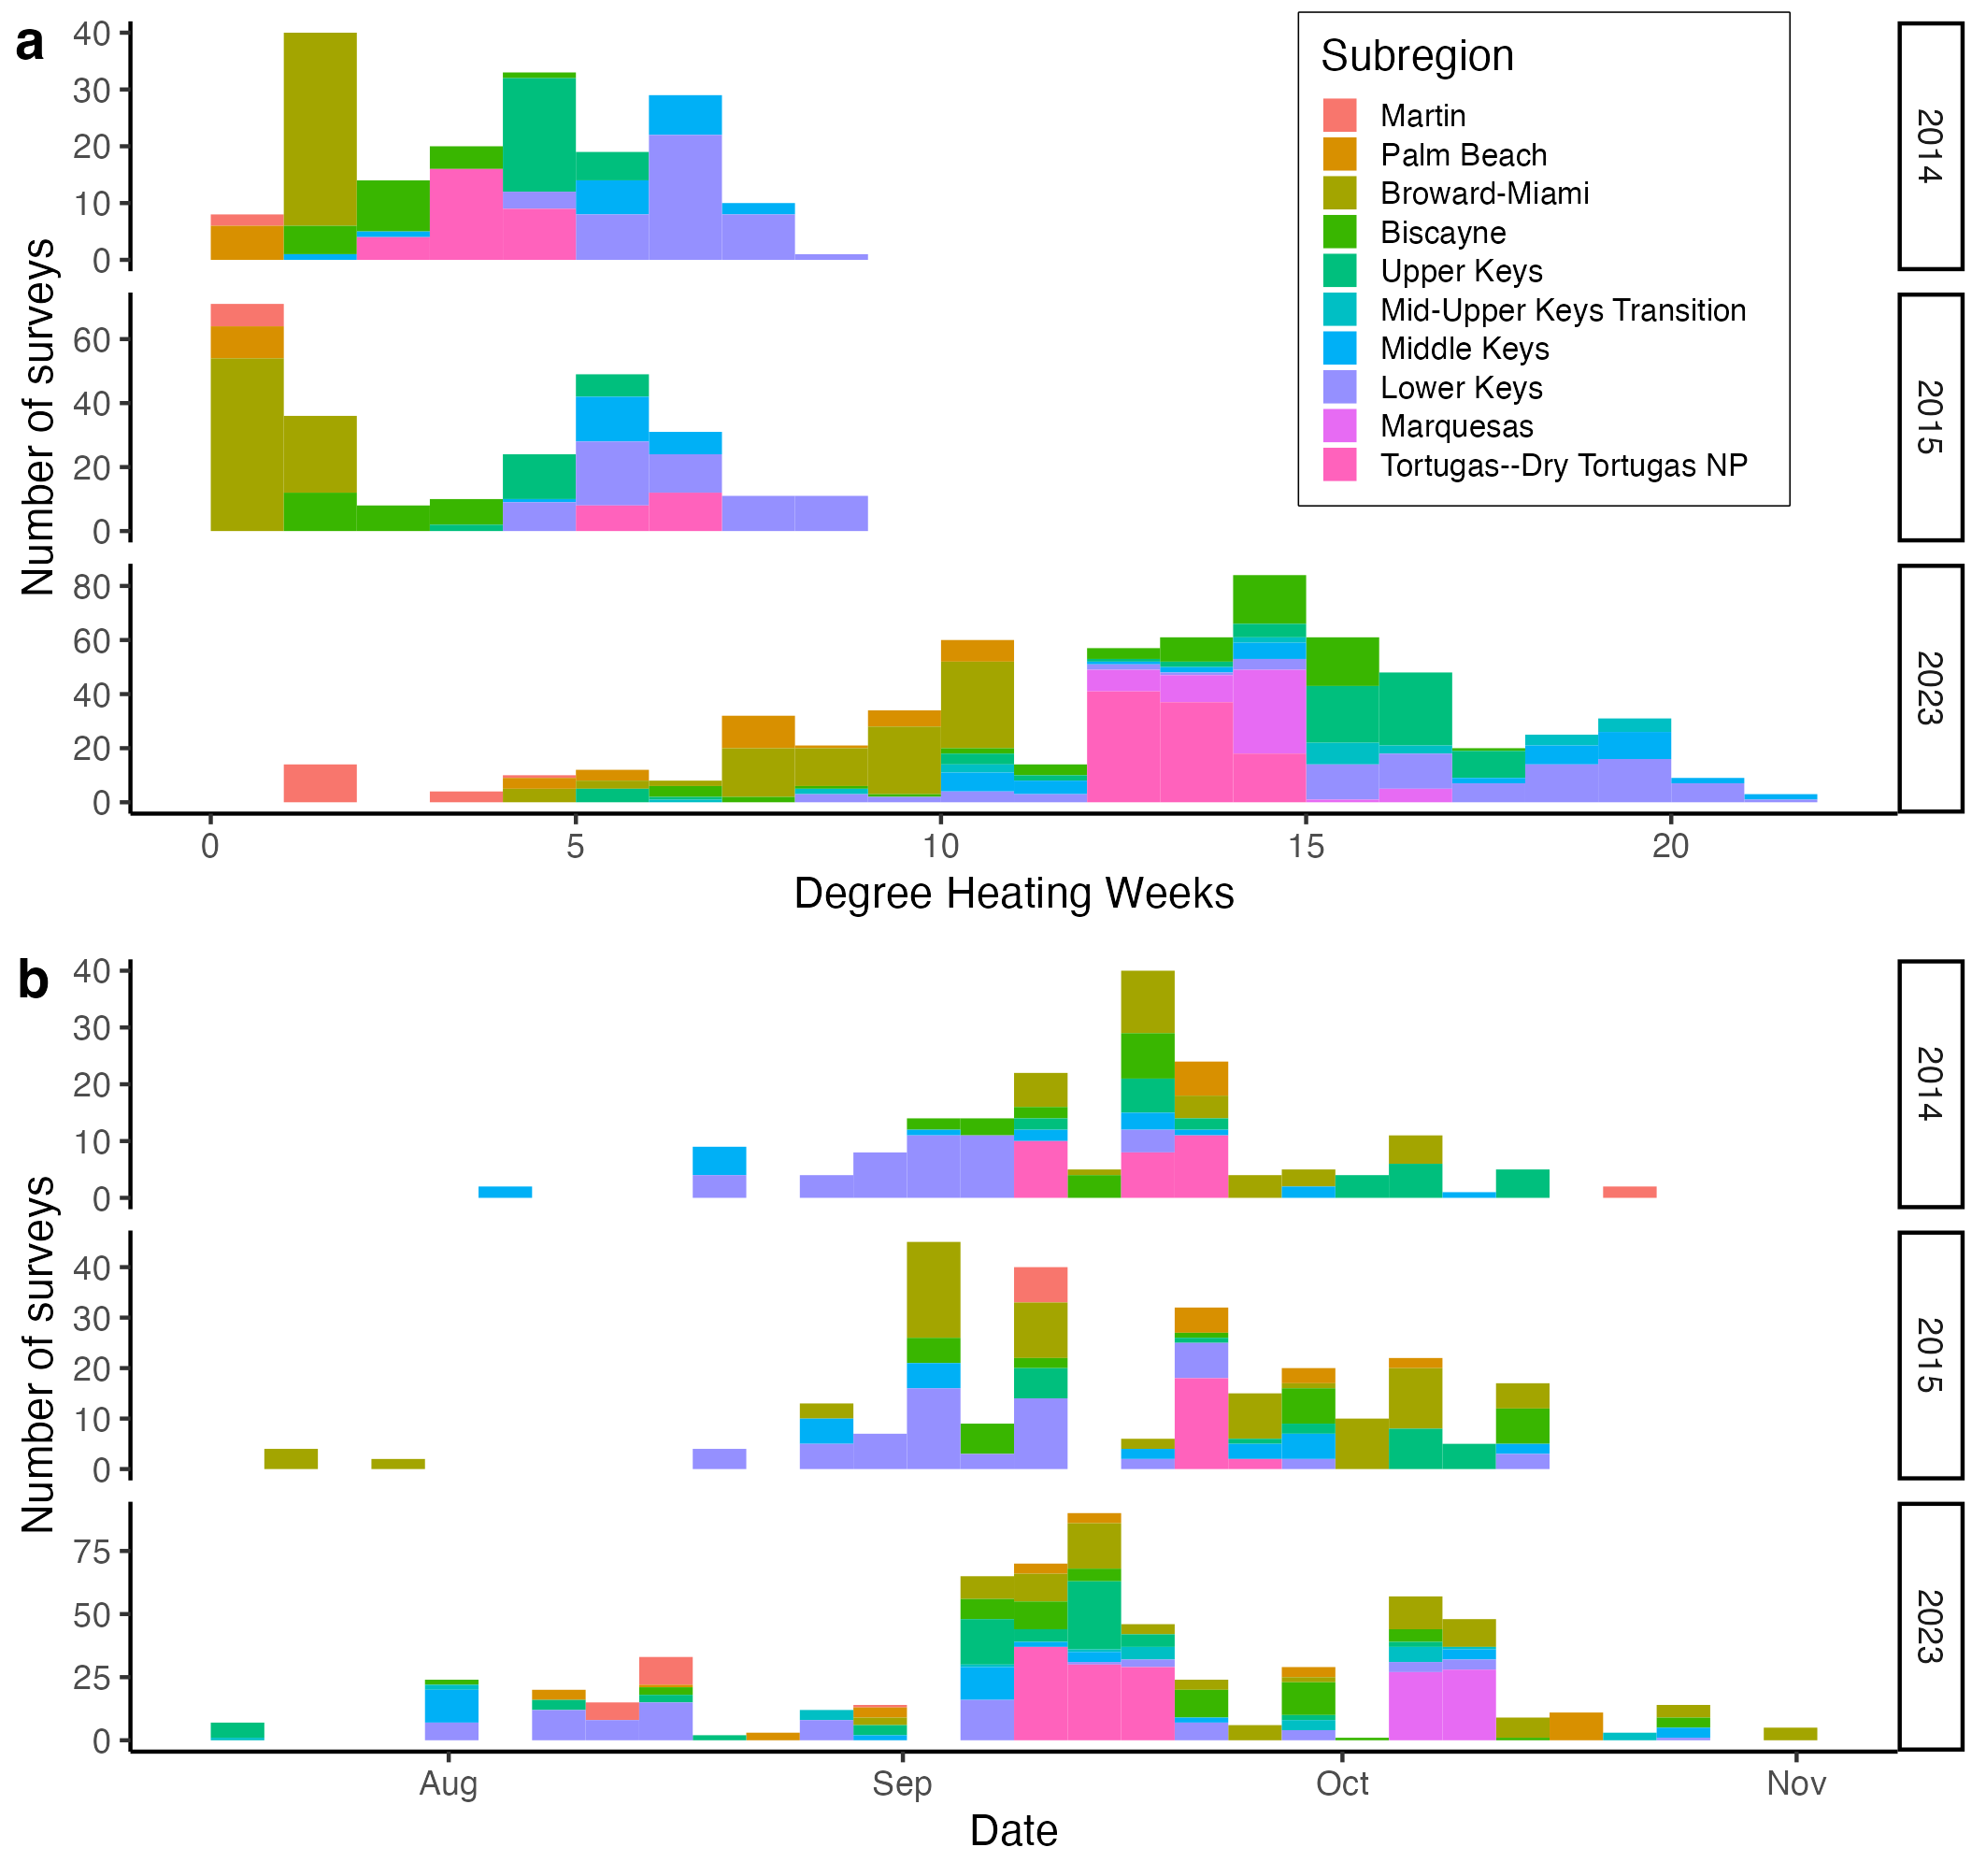 a
Number of surveys
40
30
20
10
0
2014
60
40
20
0
2015
80
60
40
20
0
2023
0 5 10 15 20
Degree Heating Weeks
Subregion
Martin
Palm Beach
Broward-Miami
Biscayne
Upper Keys
Mid-Upper Keys Transition
Middle Keys
Lower Keys
Marquesas
Tortugas--Dry Tortugas NP
b
Number of surveys
40
30
20
10
0
2014
40
30
20
10
0
2015
75
50
25
0
2023
Aug Sep Oct Nov
Date